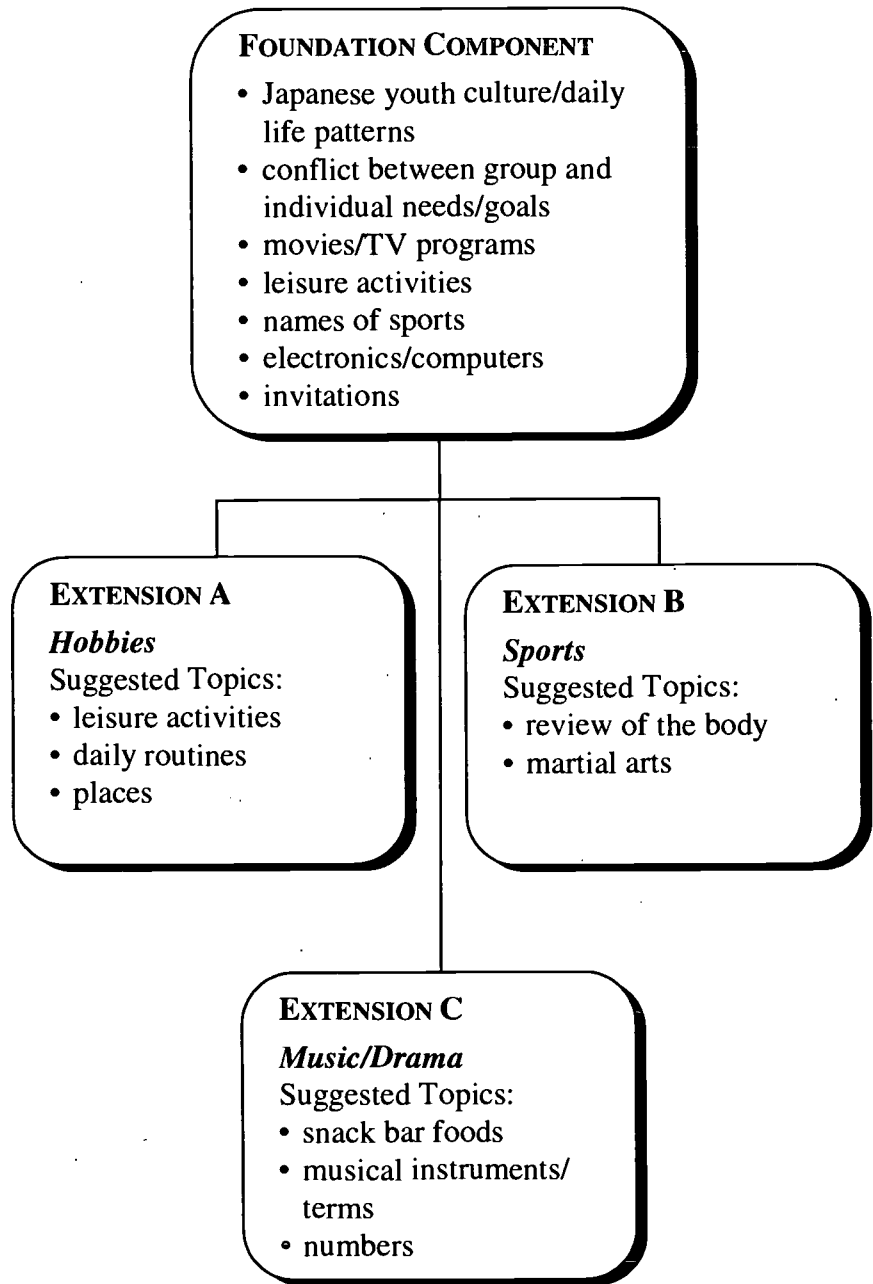 FOUNDATION COMPONENT
• Japanese youth culture/daily
life patterns
• conflict between group and
individual needs/goals
• movies/TV programs
• leisure activities
• names of sports
• electronics/computers
• invitations
EXTENSION A
Hobbies
Suggested Topics:
• leisure activities
• daily routines
• places
EXTENSION B
Sports
Suggested Topics:
• review of the body
• martial arts
EXTENSION C
Music/Drama
Suggested Topics:
• snack bar foods
• musical instruments/
terms
• numbers